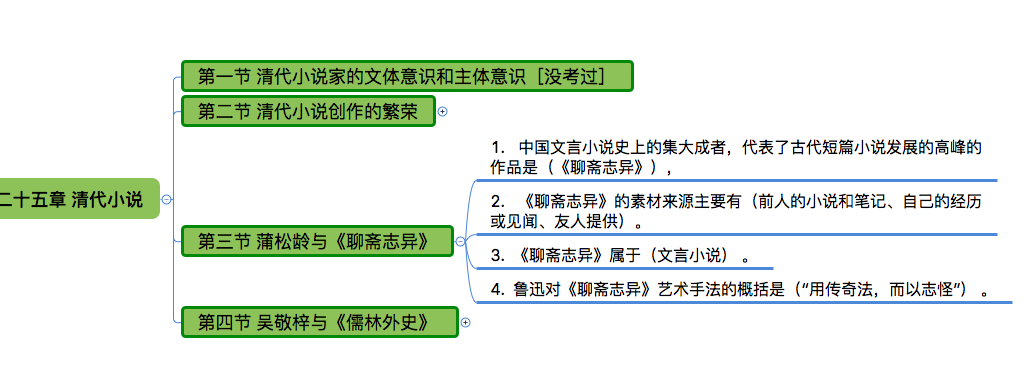 第一节 清代小说家的文体意识和主体意识［没考过］
第二节 清代小说创作的繁荣
1. 中国文言小说史上的集大成者，代表了古代短篇小说发展的高峰的
作品是（《聊斋志异》），
二十五章 清代小说
2. 《聊斋志异》的素材来源主要有（前人的小说和笔记、自己的经历
或见闻、友人提供）。
第三节 蒲松龄与《聊斋志异》
3. 《聊斋志异》属于（文言小说） 。
4. 鲁迅对《聊斋志异》艺术手法的概括是（“用传奇法，而以志怪”） 。
第四节 吴敬梓与《儒林外史》